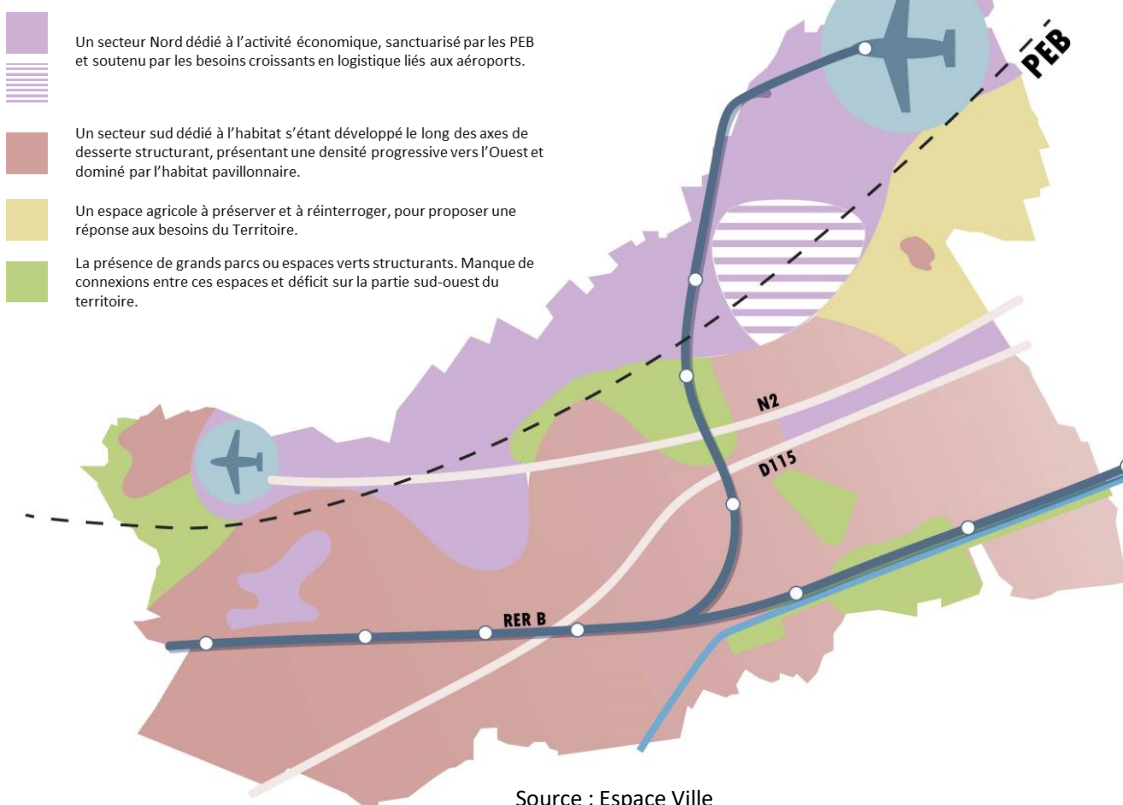 Un secteur Nord dédié à l’activité économique, sanctuarisé par les PEB
et soutenu par les besoins croissants en logistique liés aux aéroports.
Un secteur sud dédié à l’habitat s’étant développé le long des axes de
desserte structurant, présentant une densité progressive vers l’Ouest et
dominé par l’habitat pavillonnaire.
Un espace agricole à préserver et à réinterroger, pour proposer une
réponse aux besoins du Territoire.
La présence de grands parcs ou espaces verts structurants. Manque de
connexions entre ces espaces et déficit sur la partie sud-ouest du
territoire.
PEB
N2
D115
RER B
Source : Espace Ville